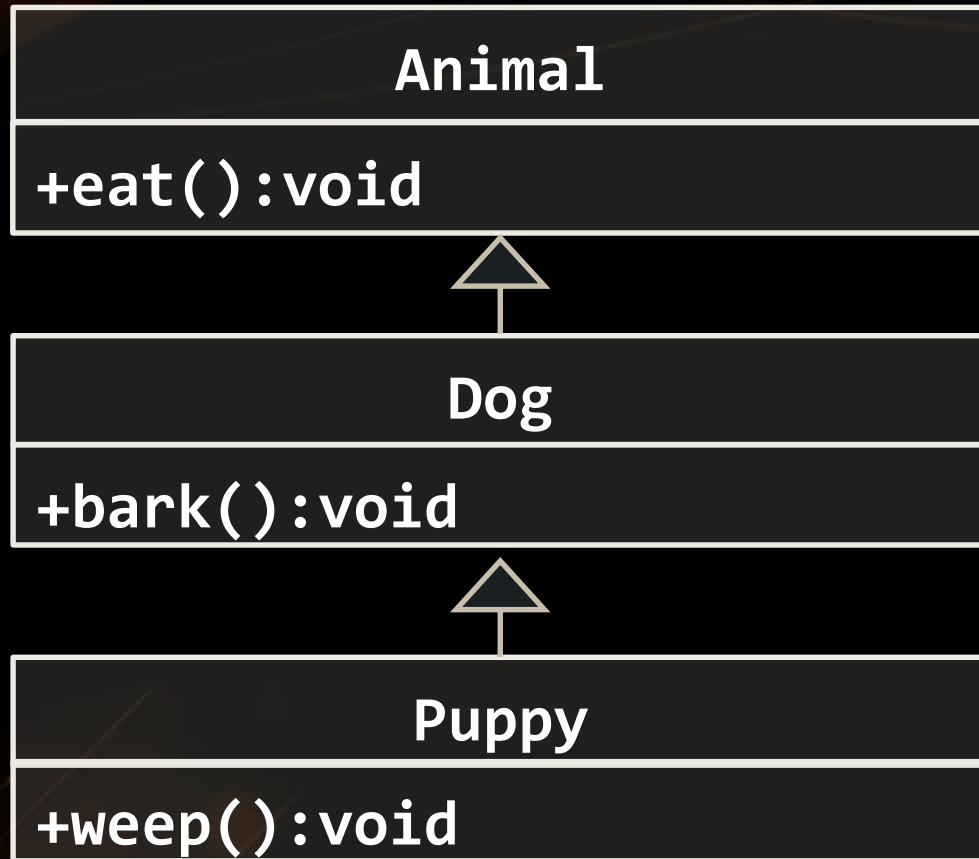 Animal
+eat():void
Dog
+bark():void
Puppy
+weep():void